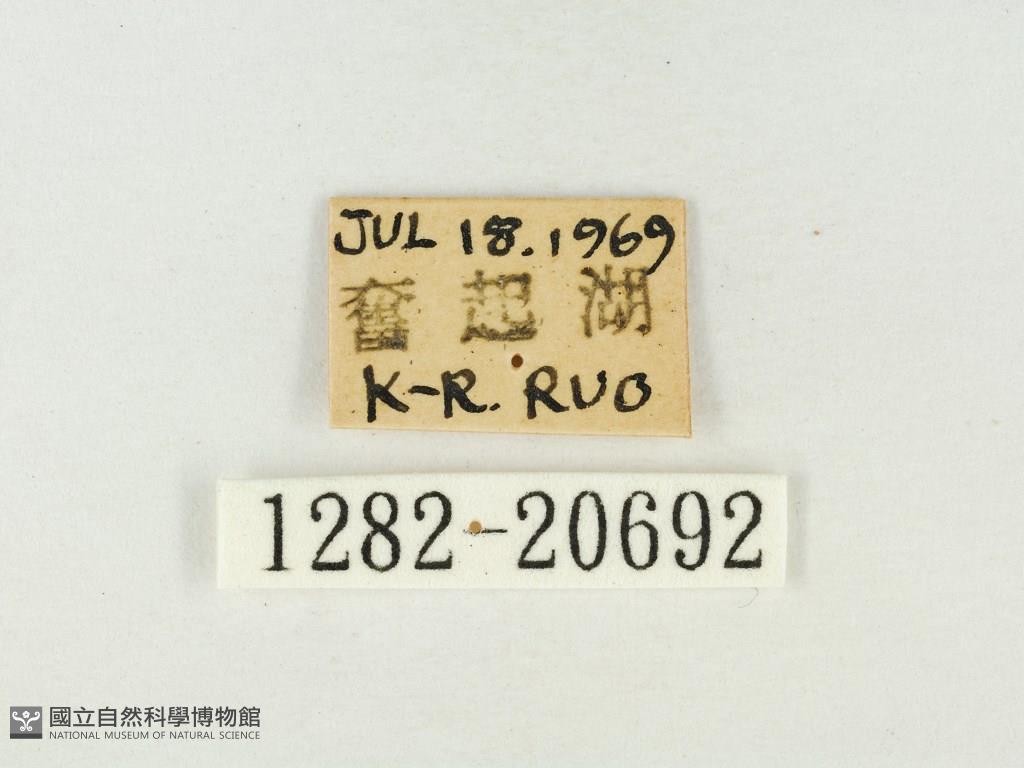 JUL 18.1969
奮起湖
K-R. RUO
1282-20692
國立自然科學博物館
NATIONAL MUSEUM OF NATURAL SCIENCE